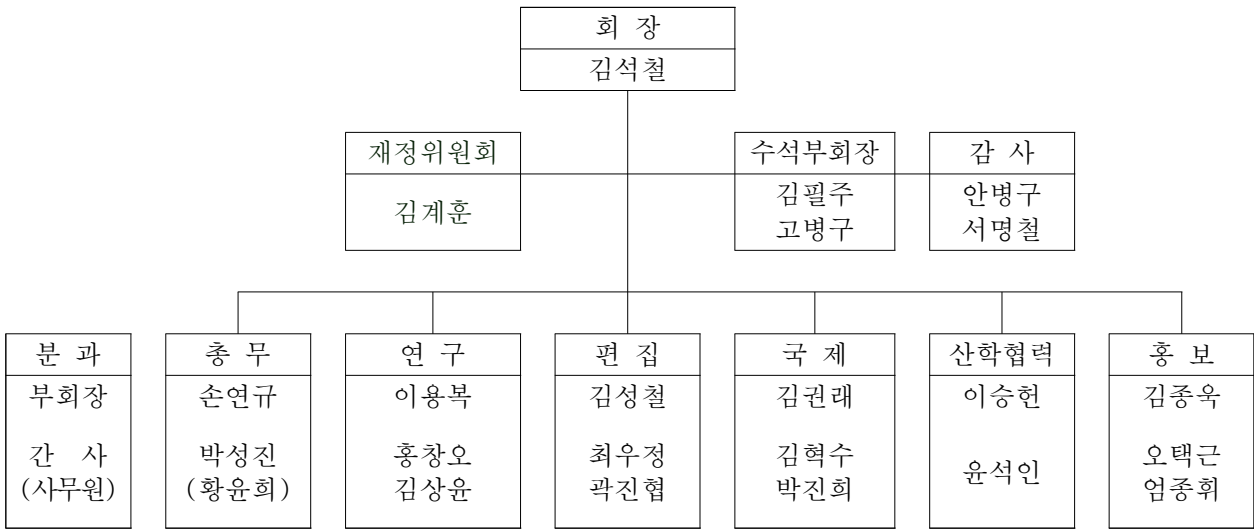 회 장
김석철
재정위원회
김계훈
수석부회장
김필주
고병구
감 사
안병구
서명철
분 과
부회장
간 사
(사무원)
총 무
손연규
박성진
(황윤희)
연 구
이용복
홍창오
김상윤
편 집
김성철
최우정
곽진협
국 제
김권래
김혁수
박진희
산학협력
이승헌
윤석인
홍 보
김종욱
오택근
엄종휘